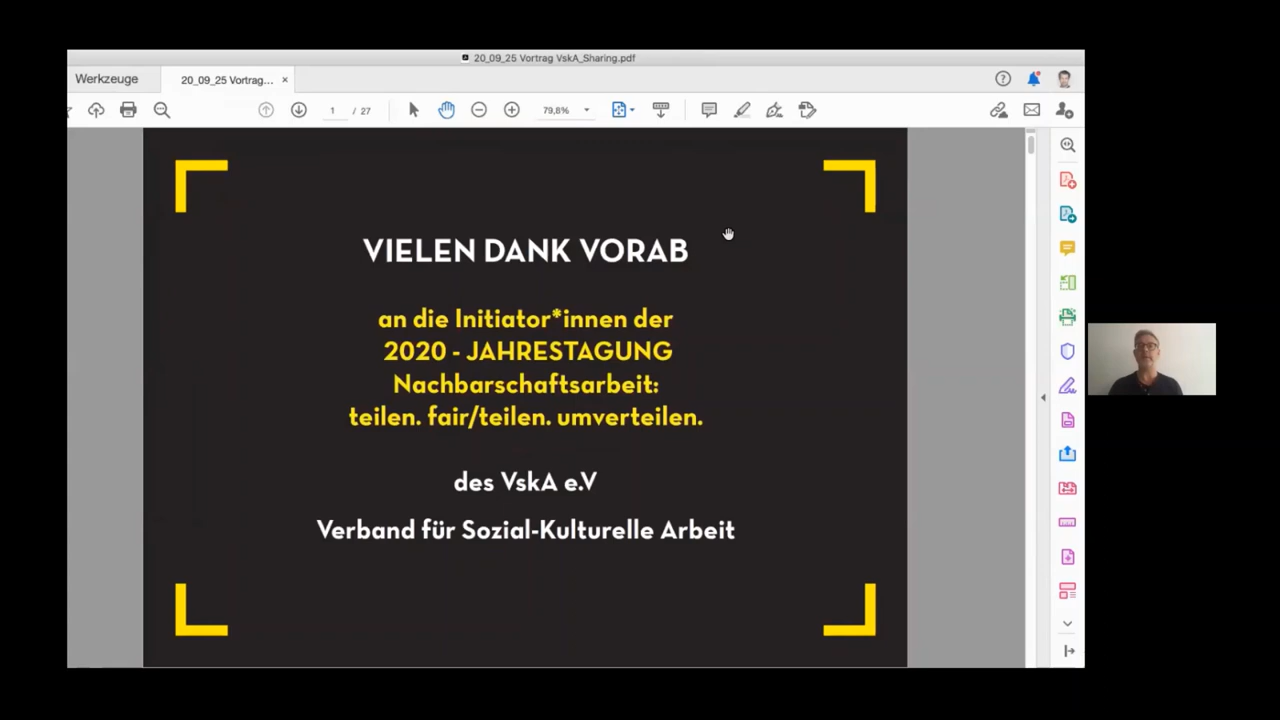 20_09_25 Vortrag VskA_Sharing.pdf
Werkzeuge
20_09_25 Vortrag... ×
1 / 27
79,8%
VIELEN DANK VORAB
an die Initiator*innen der
2020 - JAHRESTAGUNG
Nachbarschaftsarbeit:
teilen. fair/teilen. umverteilen.
des VskA e.V
Verband für Sozial-Kulturelle Arbeit